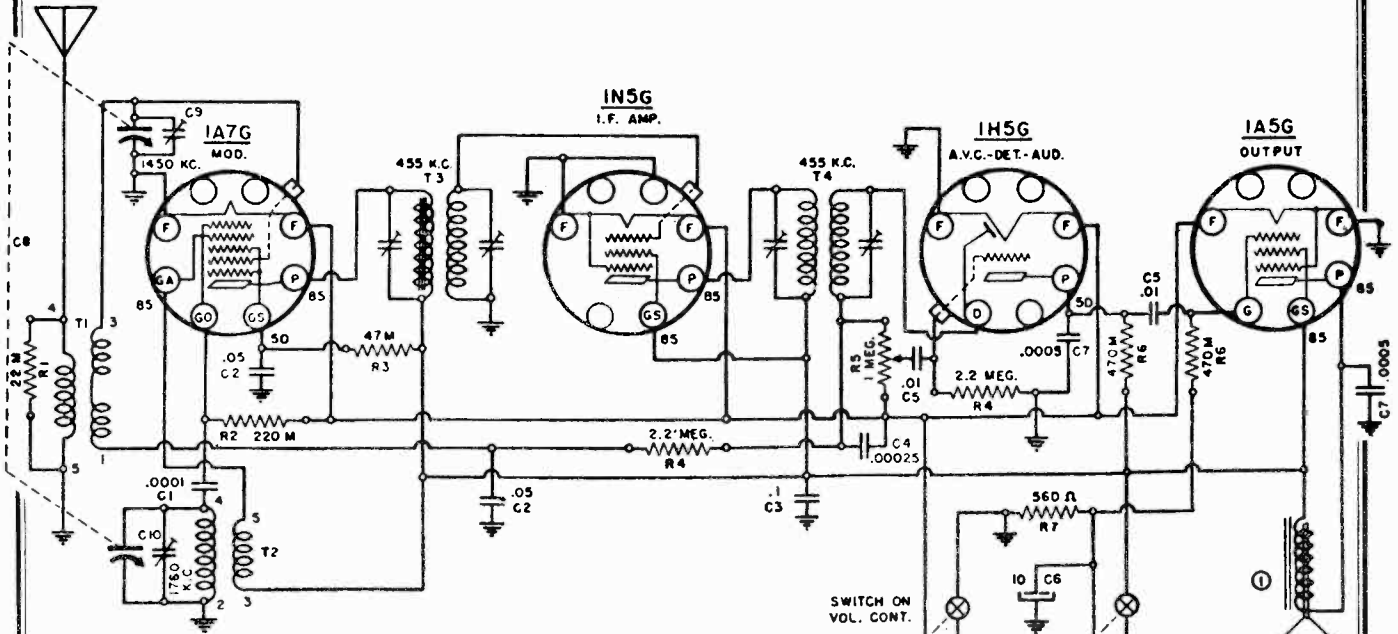 1A7G
MOD.
C9
1450 KC.
C8
F
F
GA
P
GO
GS
85
85
50
4
T1
3
22 M
R1
5
1
.05
C2
47M
R3
R2 220 M
.0001
C1
4
C10
1760
K.C.
2
5
T2
3
455 K.C.
T3
1N5G
I.F. AMP.
F
F
P
GS
85
85
2.2 MEG.
R4
.05
C2
455 K.C.
T4
.1
C3
R5
1 MEG.
.01
C5
C4
.00025
1H5G
A.V.C.-DET.-AUD.
F
F
P
D
50
.0005 C7
2.2 MEG.
R4
470 M
R6
C5
.01
470 M
R6
1A5G
OUTPUT
F
F
P
G
GS
85
85
.0005
C7
560 Ω
R7
10 C6
SWITCH ON
VOL. CONT.
1